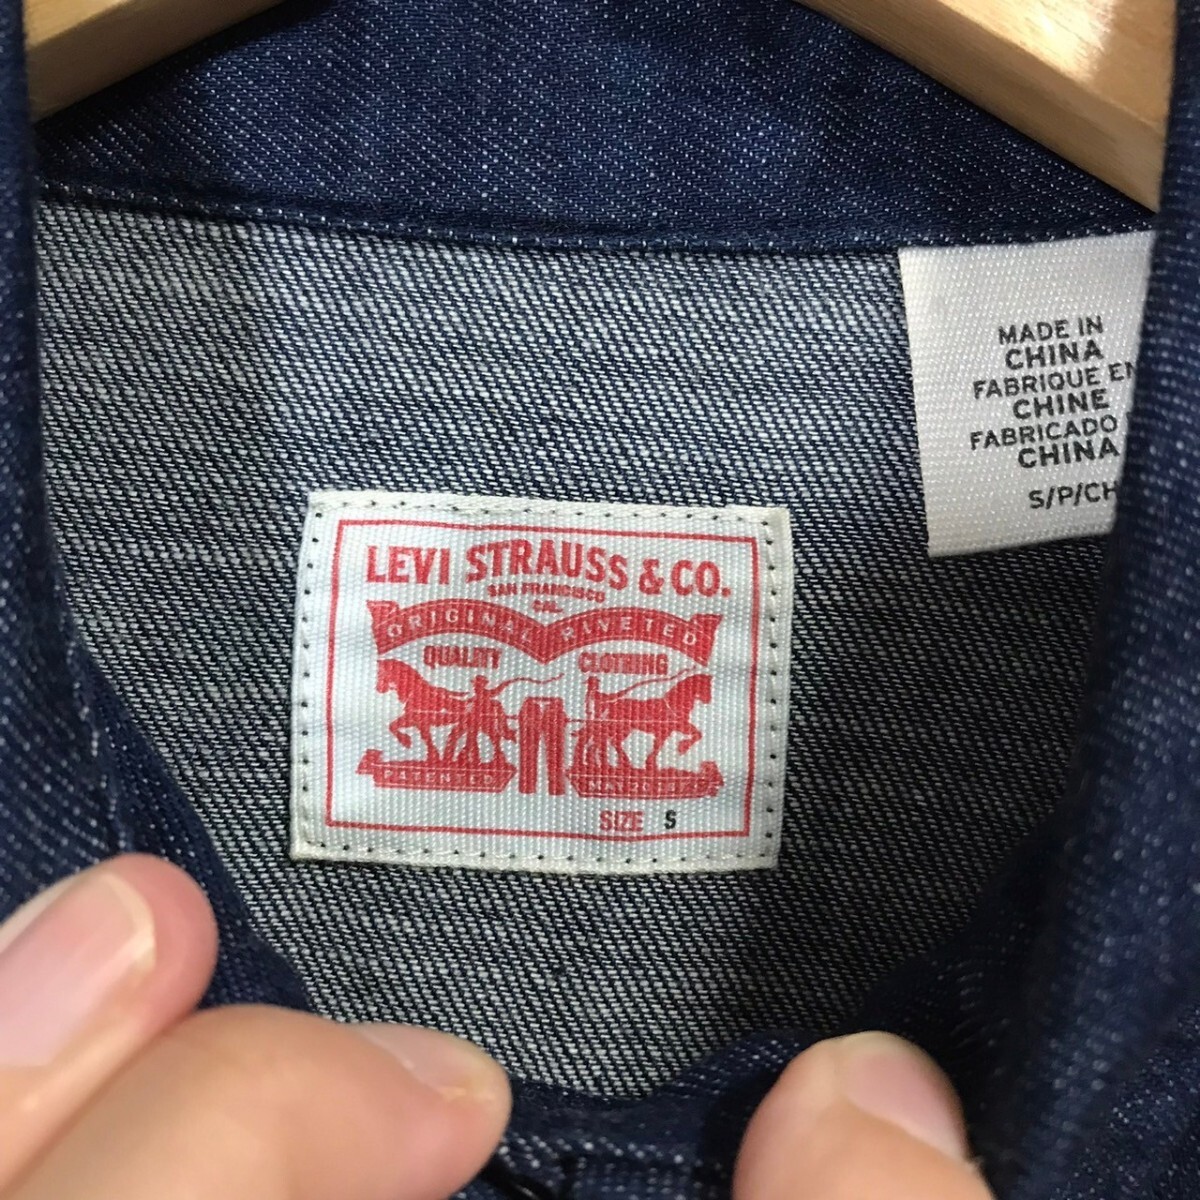 MADE IN
CHINA
FABRIQUE EN
CHINE
FABRICADO
CHINA
S/P/CH
LEVI STRAUSS & CO.
SAN FRANCISCO
CAL.
ORIGINAL RIVETED
QUALITY CLOTHING
PATENTED
SIZE S